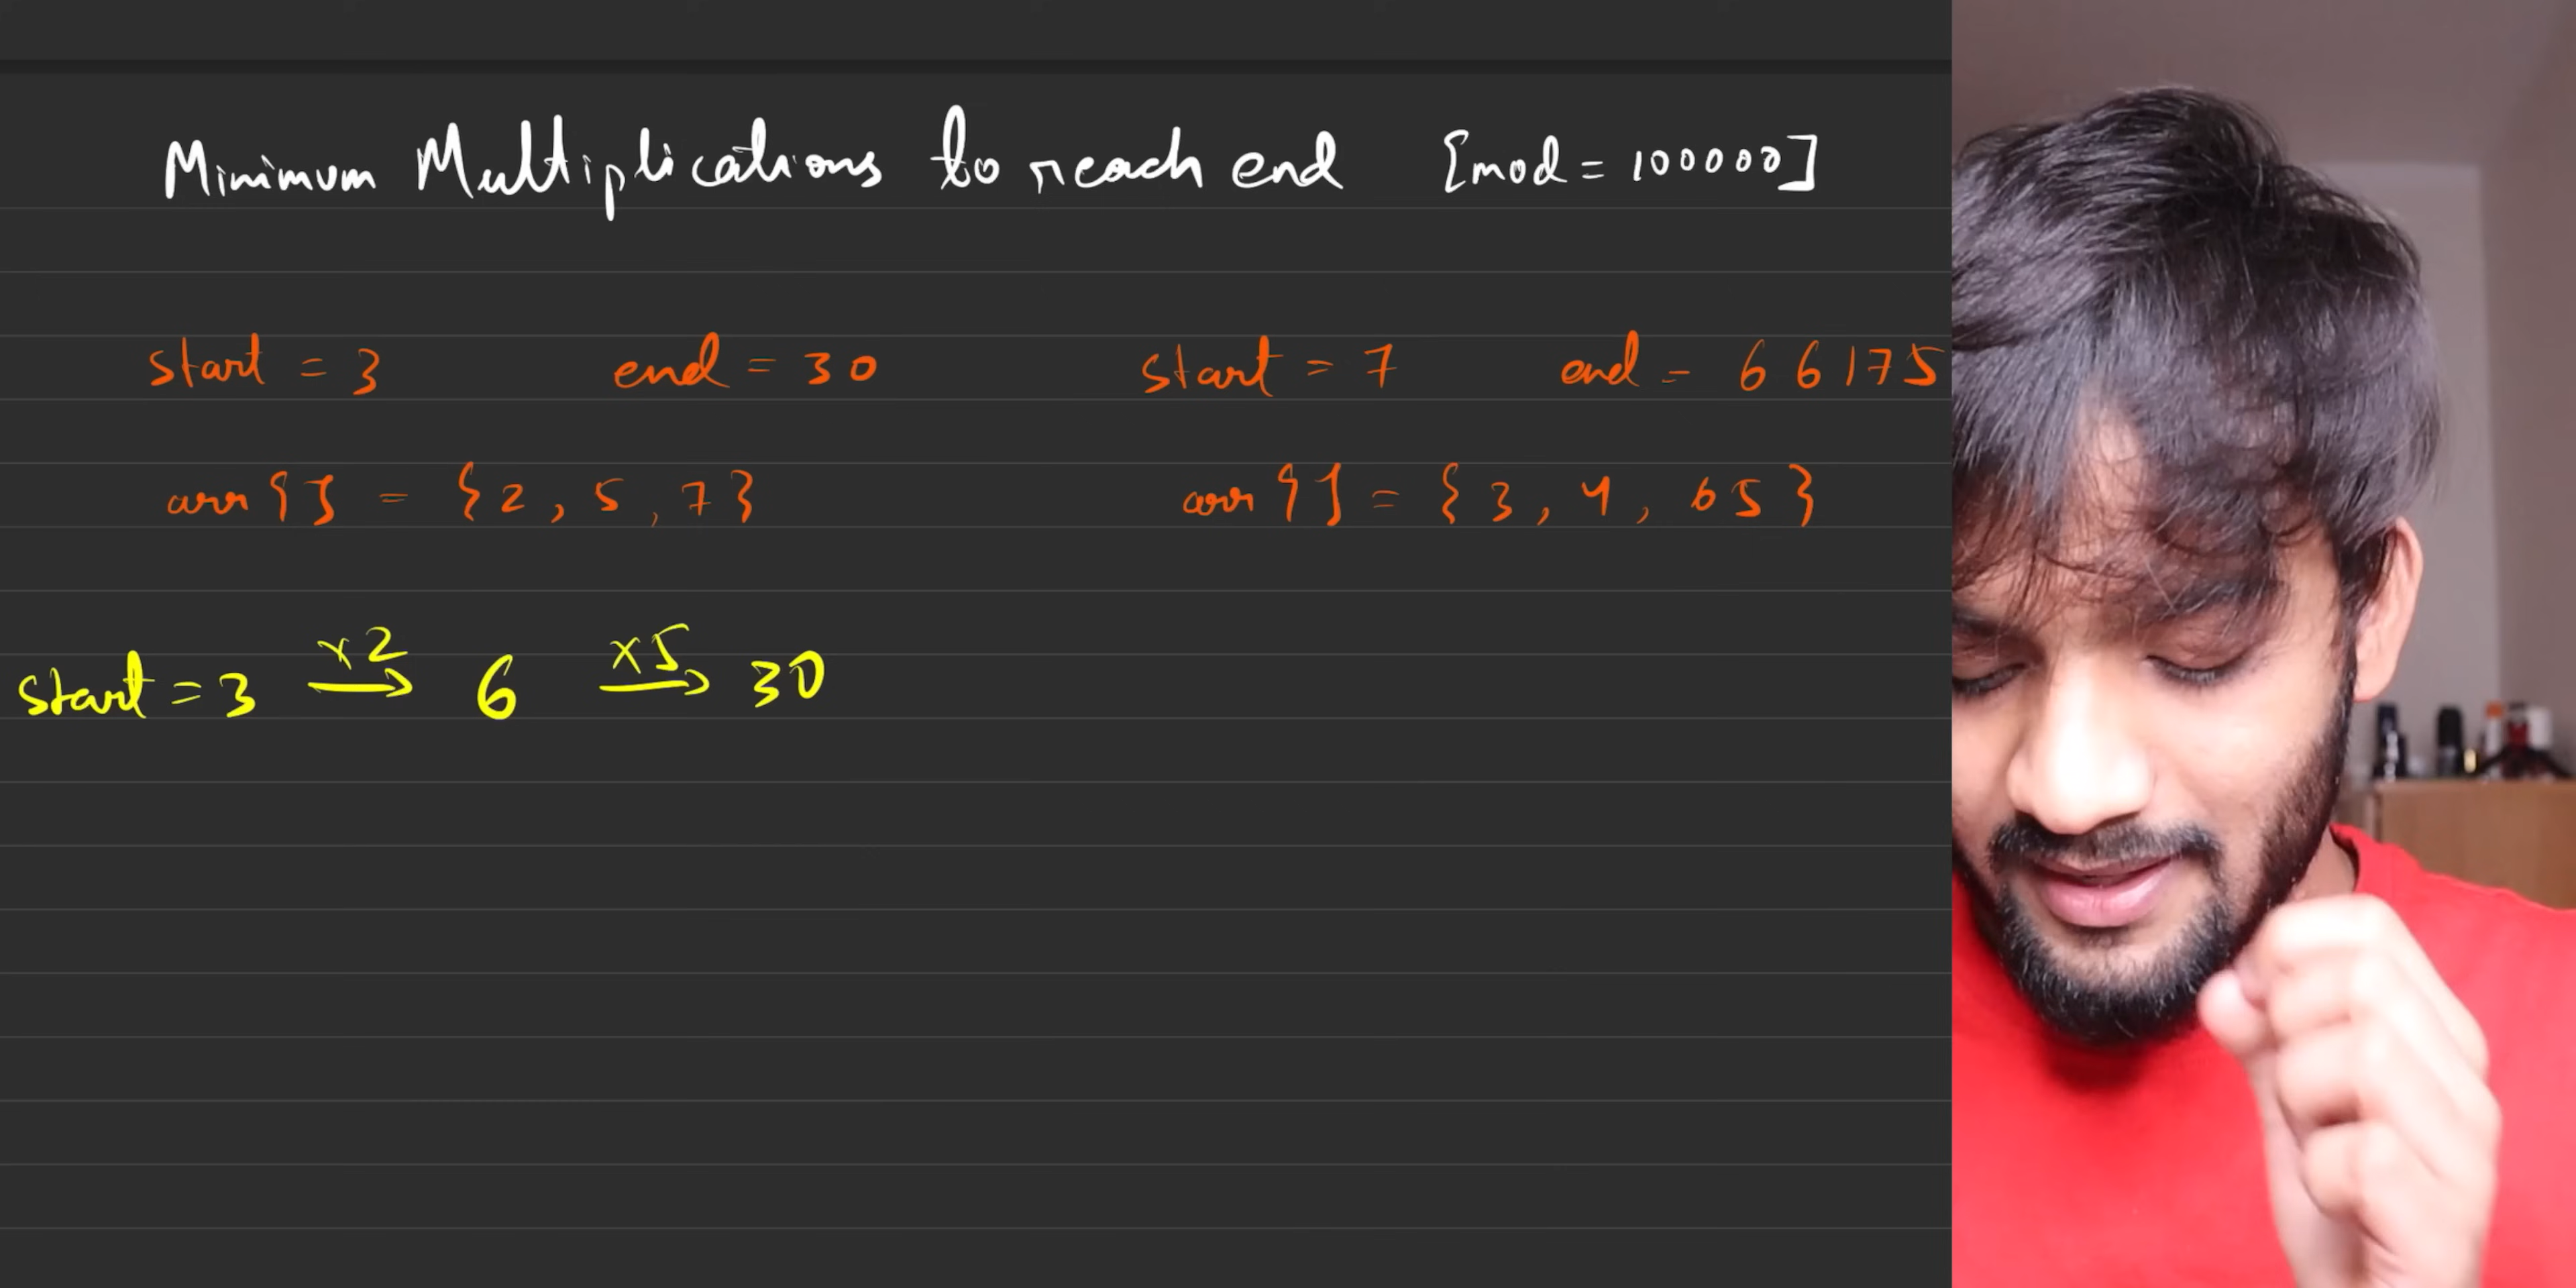 Minimum Multiplications to reach end [mod = 100000]
start = 3 end = 30 start = 7 end = 66175
arr{} = {2, 5, 7} arr{} = {3, 4, 65}
start = 3 x2 → 6 x5 → 30